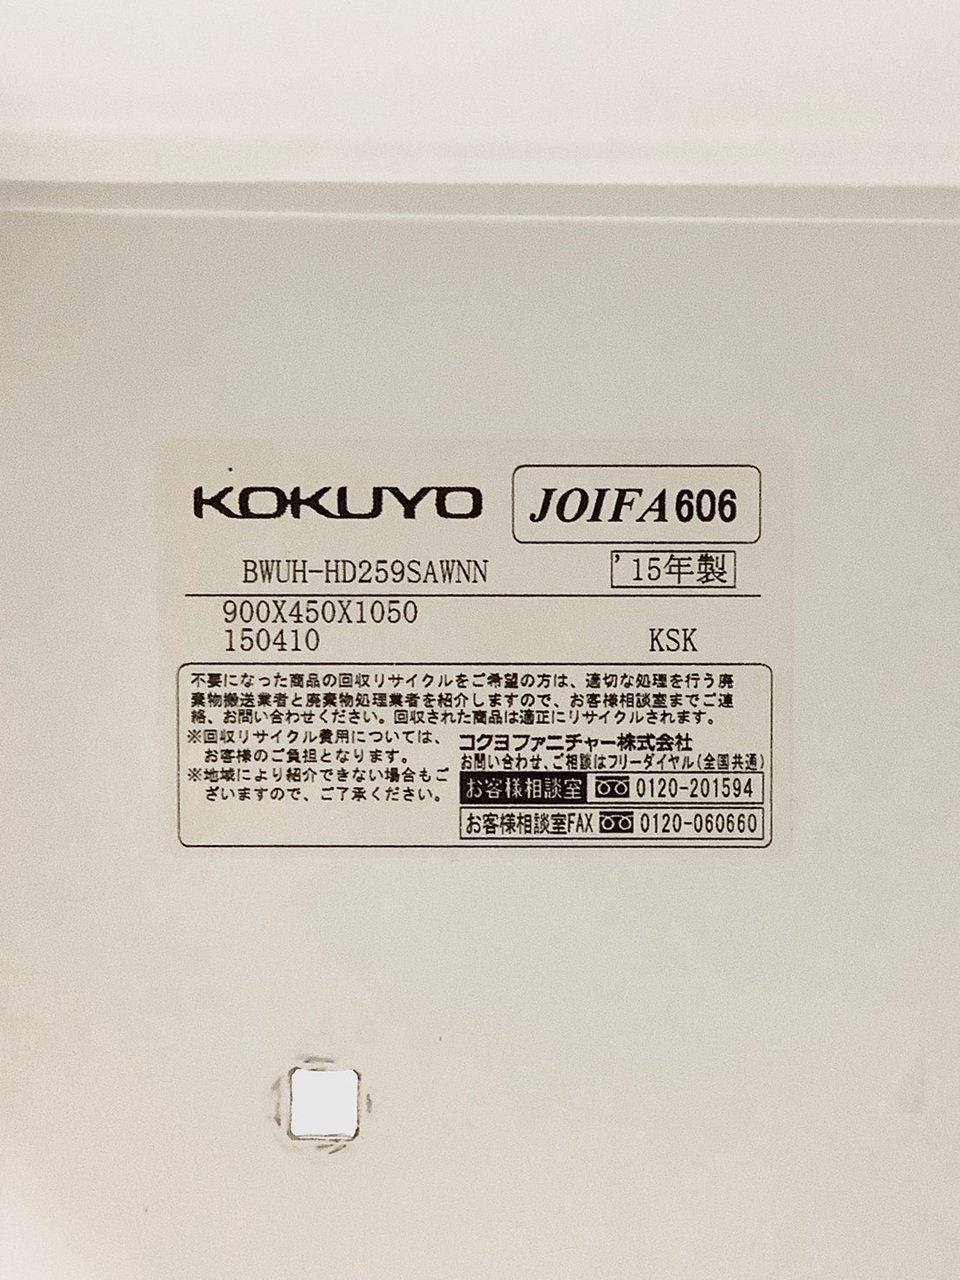 KOKUYO
JOIFA606
BWUH-HD259SAWNN
'15年製
900X450X1050
150410
KSK
不要になった商品の回収リサイクルをご希望の方は、適切な処理を行う廃
棄物搬送業者と廃棄物処理業者を紹介しますので、お客様相談室までご連
絡、お問い合わせください。回収された商品は適正にリサイクルされます。
※回収リサイクル費用については、
お客様のご負担となります。
※地域により紹介できない場合もご
ざいますので、ご了承ください。
コクヨファニチャー株式会社
お問い合わせ、ご相談はフリーダイヤル(全国共通)
お客様相談室 0120-201594
お客様相談室FAX 0120-060660